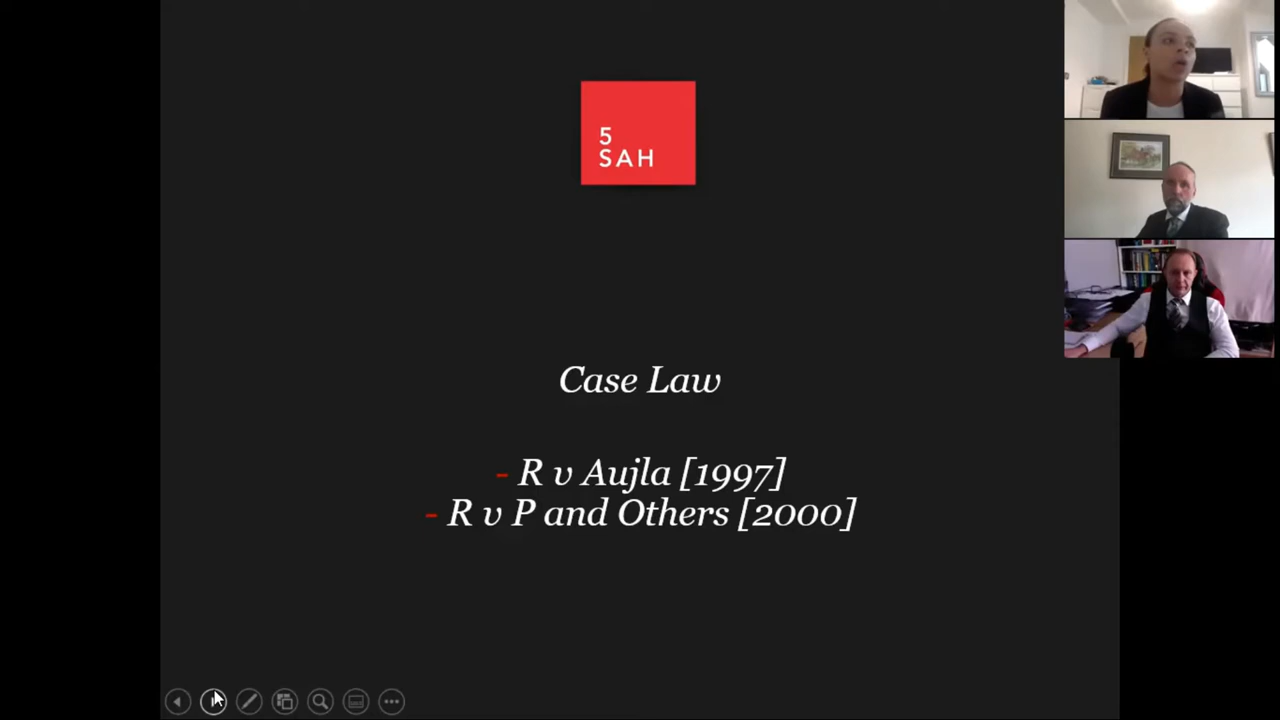 5
SAH
Case Law
- R v Aujla [1997]
- R v P and Others [2000]